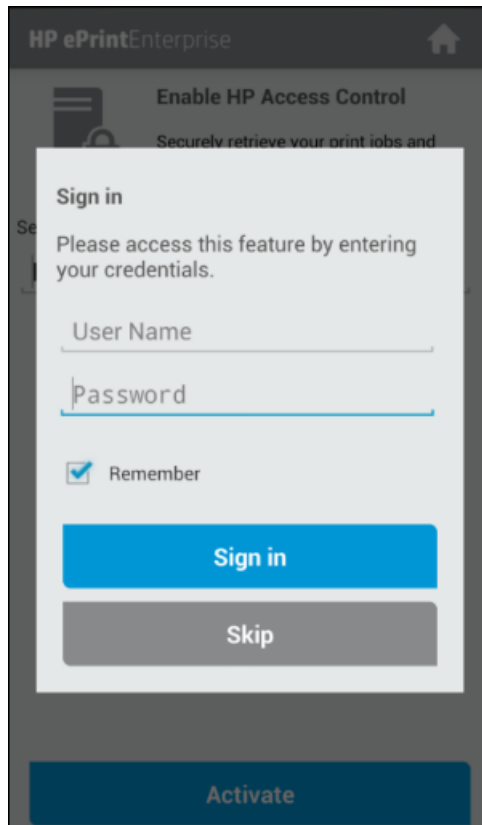 HP ePrintEnterprise
Enable HP Access Control
Securely retrieve your print jobs and
Sign in
Se
Please access this feature by entering
your credentials.
User Name
Password
Remember
Sign in
Skip
Activate